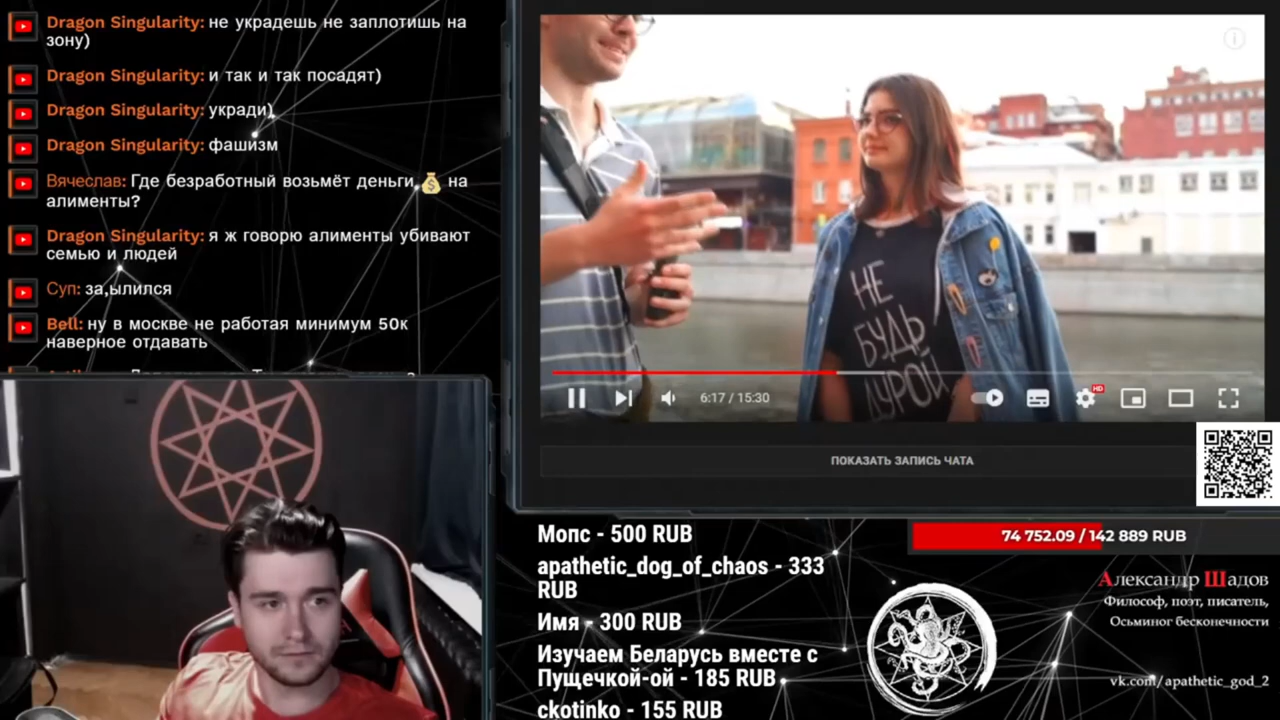 Dragon Singularity: не украдешь не заплотишь на
зону)
Dragon Singularity: и так и так посадят)
Dragon Singularity: укради)
Dragon Singularity: фашизм
Вячеслав: Где безработный возьмёт деньги 💰 на
алименты?
Dragon Singularity: я ж говорю алименты убивают
семью и людей
Суп: за,ылился
Bell: ну в москве не работая минимум 50к
наверное отдавать
НЕ
БУДЬ
ДУРОЙ
6:17 / 15:30
HD
ПОКАЗАТЬ ЗАПИСЬ ЧАТА
Мопс - 500 RUB
apathetic_dog_of_chaos - 333
RUB
Имя - 300 RUB
Изучаем Беларусь вместе с
Пущечкой-ой - 185 RUB
ckotinko - 155 RUB
74 752.09 / 142 889 RUB
Александр Шадов
Философ, поэт, писатель,
Осьминог бесконечности
vk.com/apathetic_god_2